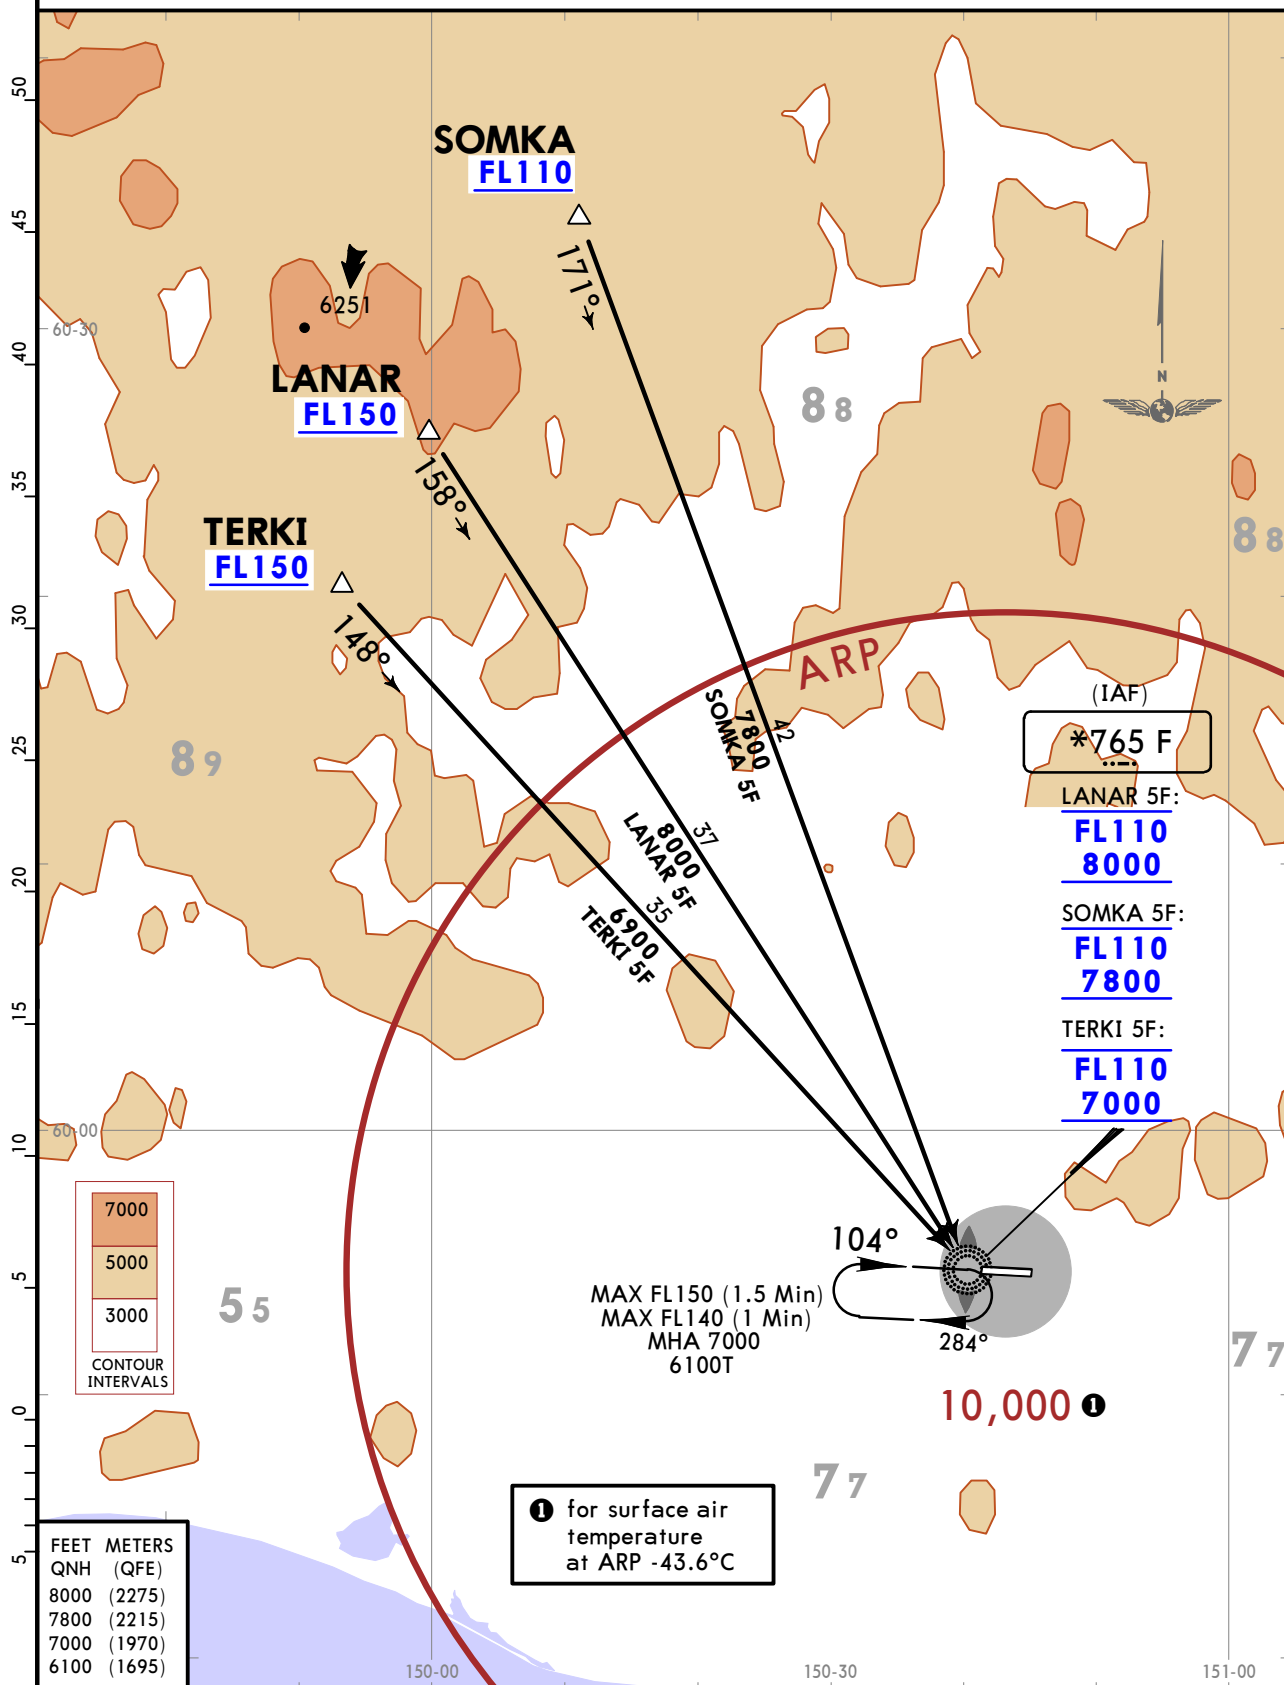 50
45
40
35
30
25
20
15
10
5
0
5
SOMKA
FL110
171°
6251
60-30
LANAR
FL150
158°
88
N
TERKI
FL150
148°
88
ARP
(IAF)
*765 F
89
7800
42
SOMKA 5F
8000
37
LANAR 5F
6900
35
TERKI 5F
LANAR 5F:
FL110
8000
SOMKA 5F:
FL110
7800
TERKI 5F:
FL110
7000
60-00
7000
5000
3000
CONTOUR
INTERVALS
55
104°
MAX FL150 (1.5 Min)
MAX FL140 (1 Min)
MHA 7000
6100T
284°
77
10,000 ❶
77
❶ for surface air
temperature
at ARP -43.6°C
FEET METERS
QNH (QFE)
8000 (2275)
7800 (2215)
7000 (1970)
6100 (1695)
150-00
150-30
151-00